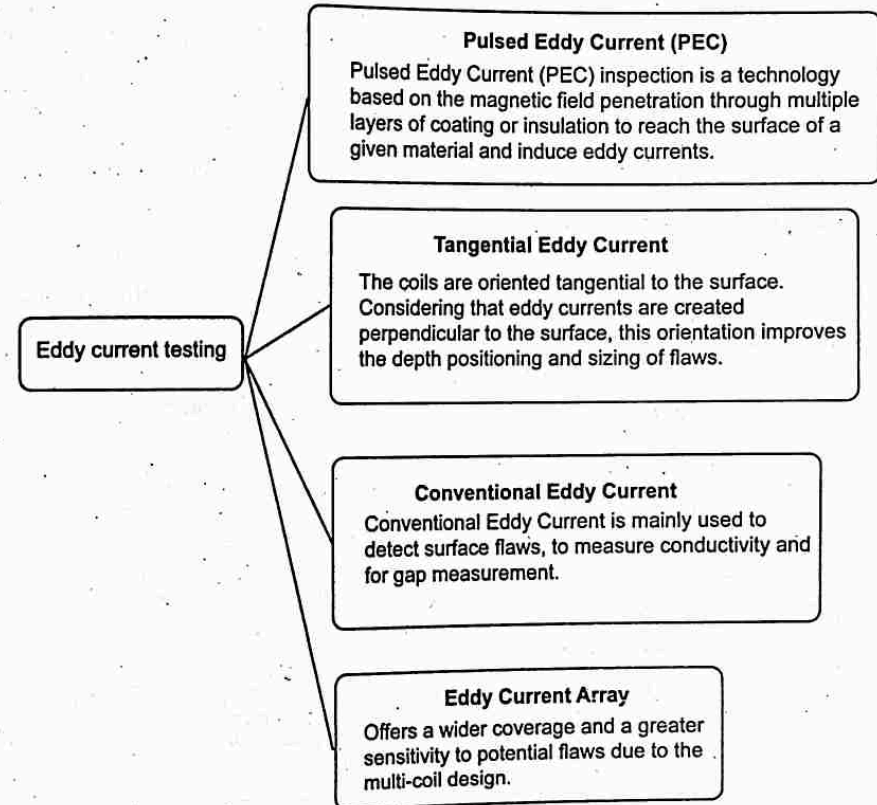 Pulsed Eddy Current (PEC)
Pulsed Eddy Current (PEC) inspection is a technology
based on the magnetic field penetration through multiple
layers of coating or insulation to reach the surface of a
given material and induce eddy currents.
Tangential Eddy Current
The coils are oriented tangential to the surface.
Considering that eddy currents are created
perpendicular to the surface, this orientation improves
the depth positioning and sizing of flaws.
Eddy current testing
Conventional Eddy Current
Conventional Eddy Current is mainly used to
detect surface flaws, to measure conductivity and
for gap measurement.
Eddy Current Array
Offers a wider coverage and a greater
sensitivity to potential flaws due to the
multi-coil design.